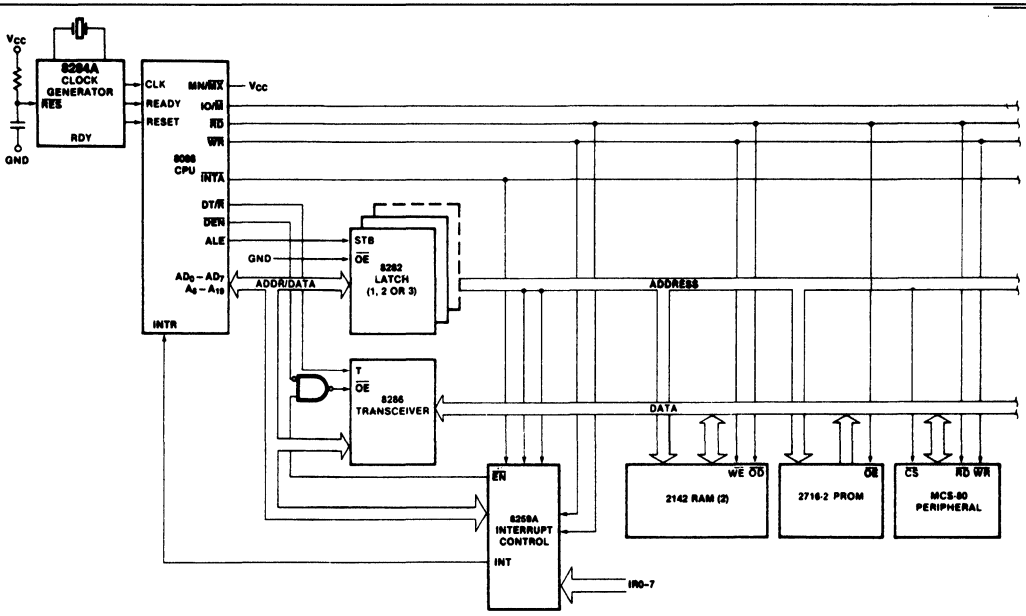 VCC
8284A
CLOCK
GENERATOR
RES
RDY
GND
CLK
READY
RESET
8088
CPU
MN/MX
VCC
IO/M
RD
WR
INTA
DT/R
DEN
ALE
AD0 – AD7
A8 – A19
INTR
GND
ADDR/DATA
STB
OE
8282
LATCH
(1, 2 OR 3)
ADDRESS
T
OE
8286
TRANSCEIVER
DATA
EN
8259A
INTERRUPT
CONTROL
INT
IR0-7
WE OD
2142 RAM (2)
OE
2716-2 PROM
CS RD WR
MCS-80
PERIPHERAL